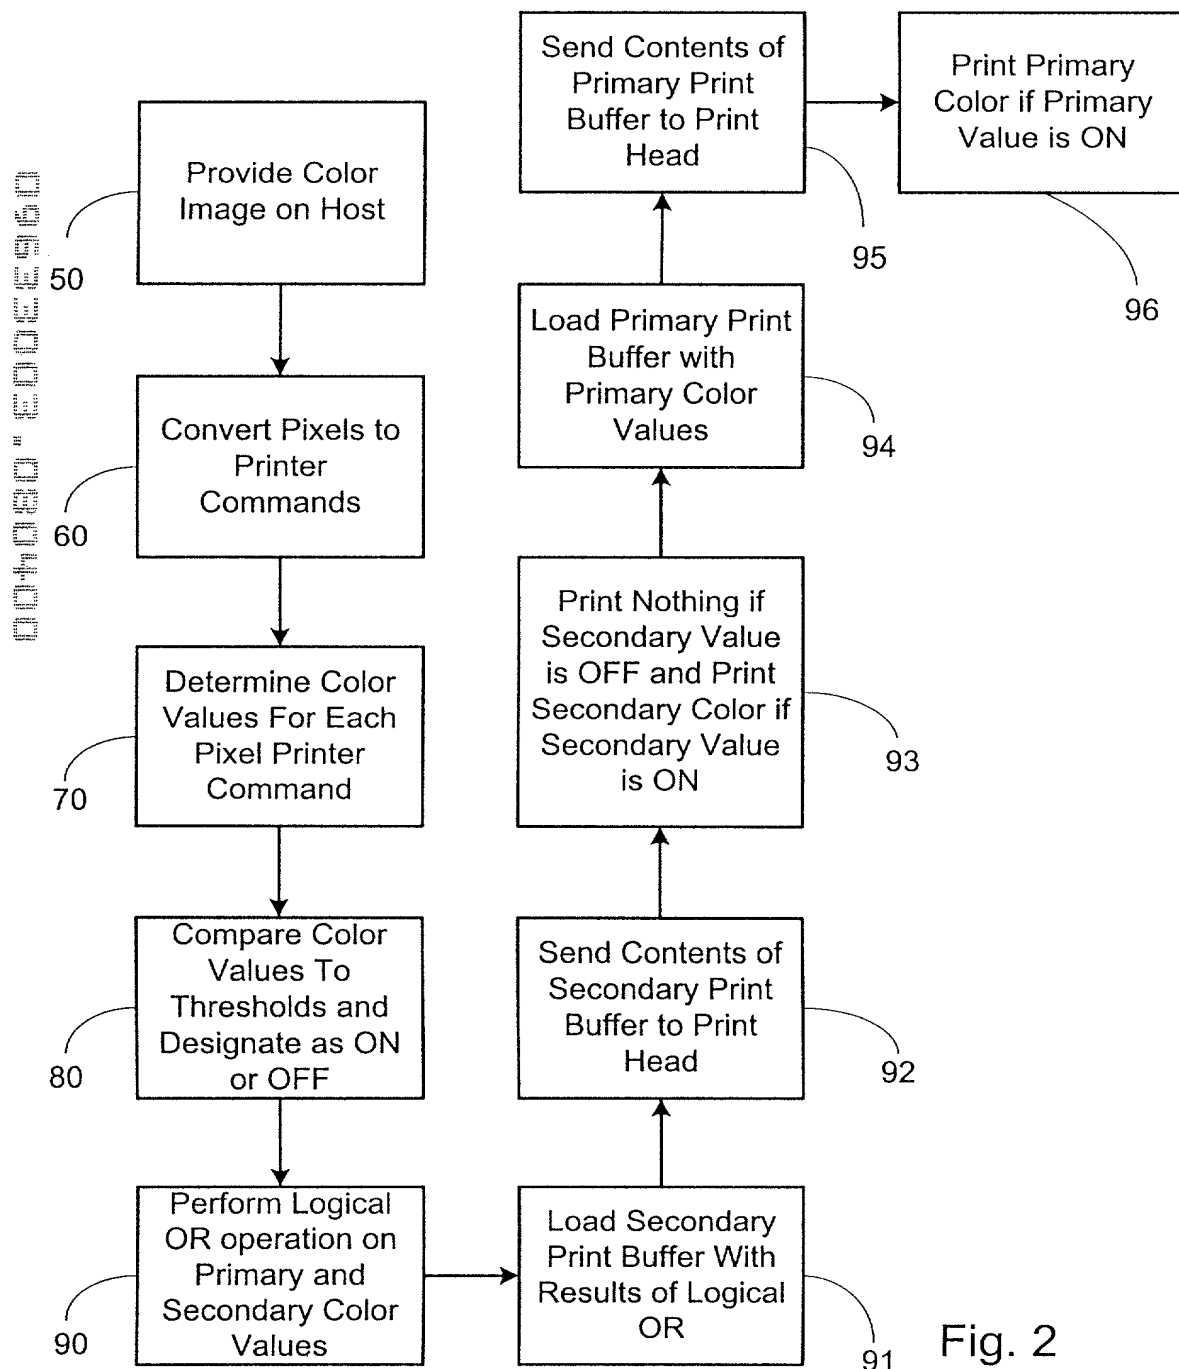 Provide Color
Image on Host
50
Convert Pixels to
Printer
Commands
60
Determine Color
Values For Each
Pixel Printer
Command
70
Compare Color
Values To
Thresholds and
Designate as ON
or OFF
80
Perform Logical
OR operation on
Primary and
Secondary Color
Values
90
Load Secondary
Print Buffer With
Results of Logical
OR
91
Send Contents of
Secondary Print
Buffer to Print
Head
92
Print Nothing if
Secondary Value
is OFF and Print
Secondary Color if
Secondary Value
is ON
93
Load Primary Print
Buffer with
Primary Color
Values
94
Send Contents of
Primary Print
Buffer to Print
Head
95
Print Primary
Color if Primary
Value is ON
96
Fig. 2
09633003.080400